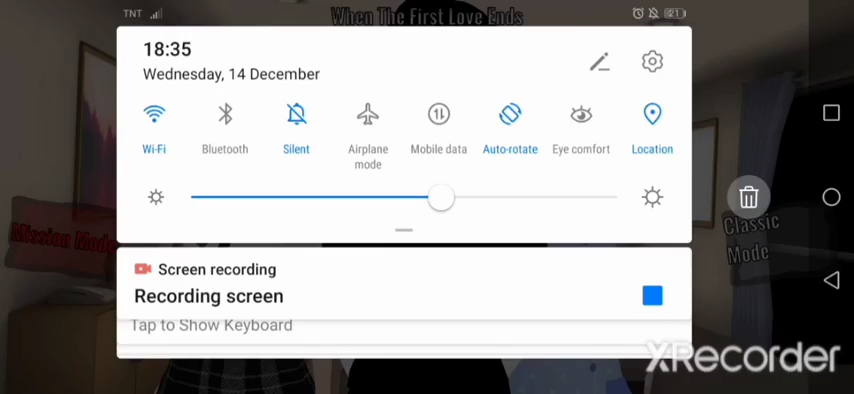 TNT
When The First Love Ends
21
18:35
Wednesday, 14 December
Wi-Fi
Bluetooth
Silent
Airplane
mode
Mobile data
Auto-rotate
Eye comfort
Location
Mission Mode
Classic
Mode
Screen recording
Recording screen
Tap to Show Keyboard
XRecorder